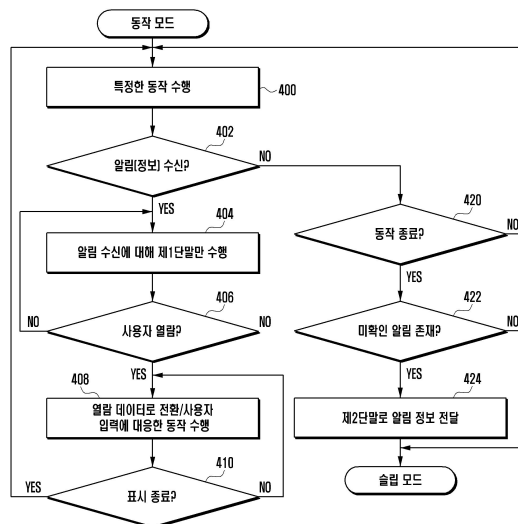 동작 모드
특정한 동작 수행
400
402
알림(정보) 수신?
NO
YES
404
알림 수신에 대해 제1단말만 수행
406
NO
사용자 열람?
NO
YES
408
열람 데이터로 전환/사용자
입력에 대응한 동작 수행
410
YES
표시 종료?
NO
420
동작 종료?
NO
YES
422
미확인 알림 존재?
NO
YES
424
제2단말로 알림 정보 전달
슬립 모드